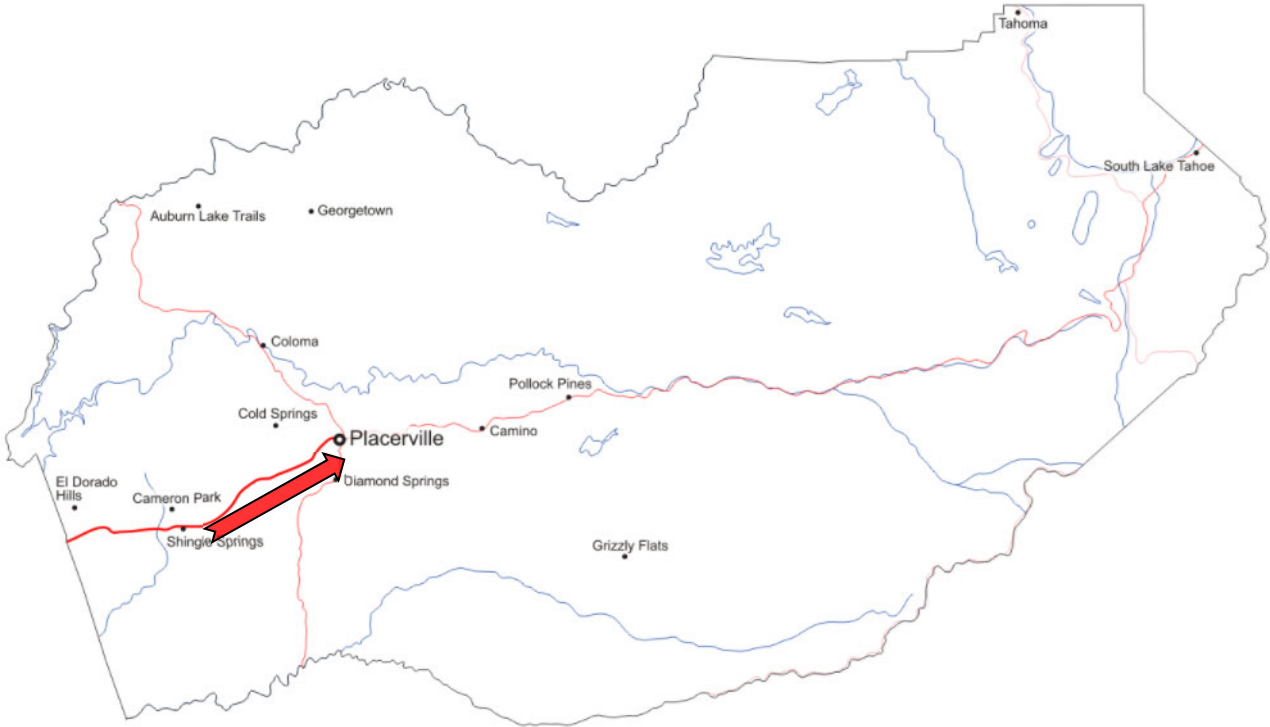 Tahoma
South Lake Tahoe
Auburn Lake Trails
Georgetown
Coloma
Pollock Pines
Cold Springs
Camino
Placerville
El Dorado
Hills
Cameron Park
Diamond Springs
Shingle Springs
Grizzly Flats